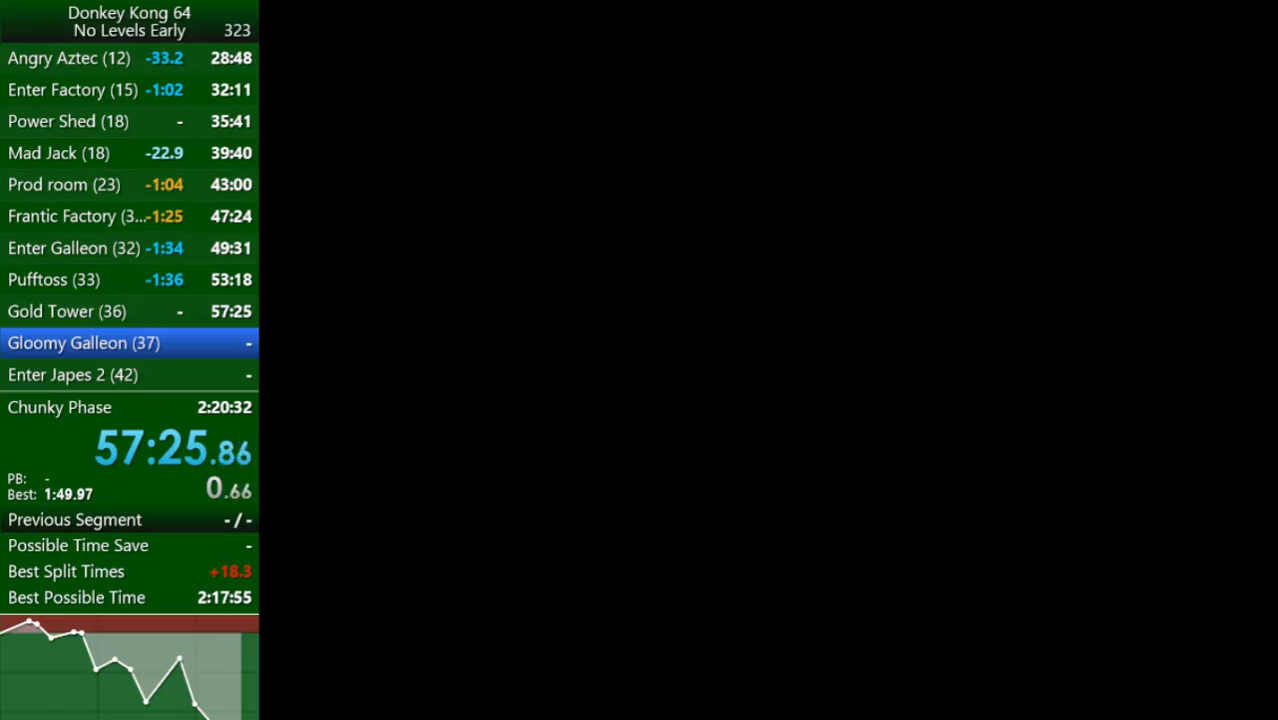 Donkey Kong 64
No Levels Early 323
Angry Aztec (12) -33.2 28:48
Enter Factory (15) -1:02 32:11
Power Shed (18) - 35:41
Mad Jack (18) -22.9 39:40
Prod room (23) -1:04 43:00
Frantic Factory (3... -1:25 47:24
Enter Galleon (32) -1:34 49:31
Pufftoss (33) -1:36 53:18
Gold Tower (36) - 57:25
Gloomy Galleon (37) -
Enter Japes 2 (42) -
Chunky Phase 2:20:32
57:25.86
PB: -
Best: 1:49.97 0.66
Previous Segment - / -
Possible Time Save -
Best Split Times +18.3
Best Possible Time 2:17:55